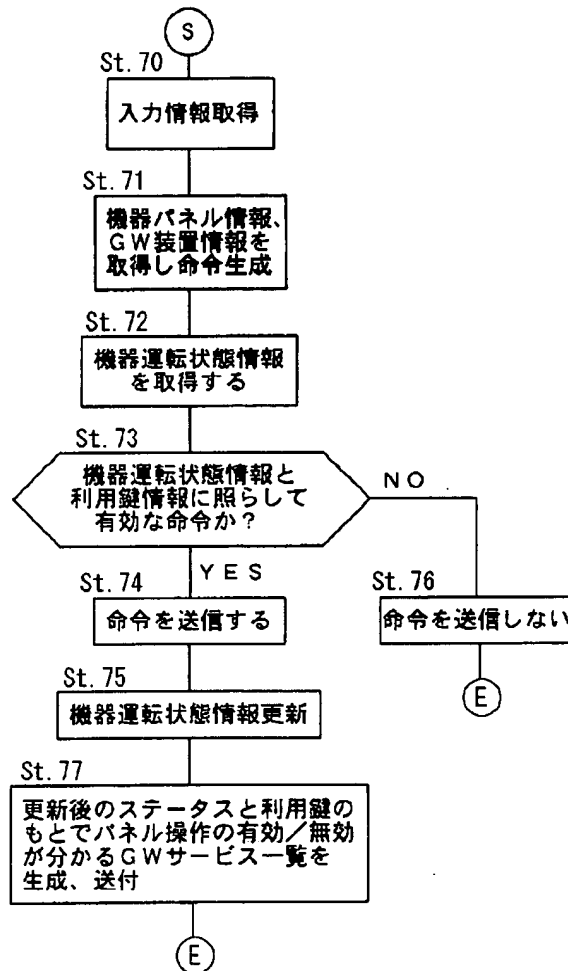 S
St. 70
入力情報取得
St. 71
機器パネル情報、
GW装置情報を
取得し命令生成
St. 72
機器運転状態情報
を取得する
St. 73
機器運転状態情報と
利用鍵情報に照らして
有効な命令か？
NO
YES
St. 74
命令を送信する
St. 76
命令を送信しない
E
St. 75
機器運転状態情報更新
St. 77
更新後のステータスと利用鍵の
もとでパネル操作の有効／無効
が分かるGWサービス一覧を
生成、送付
E